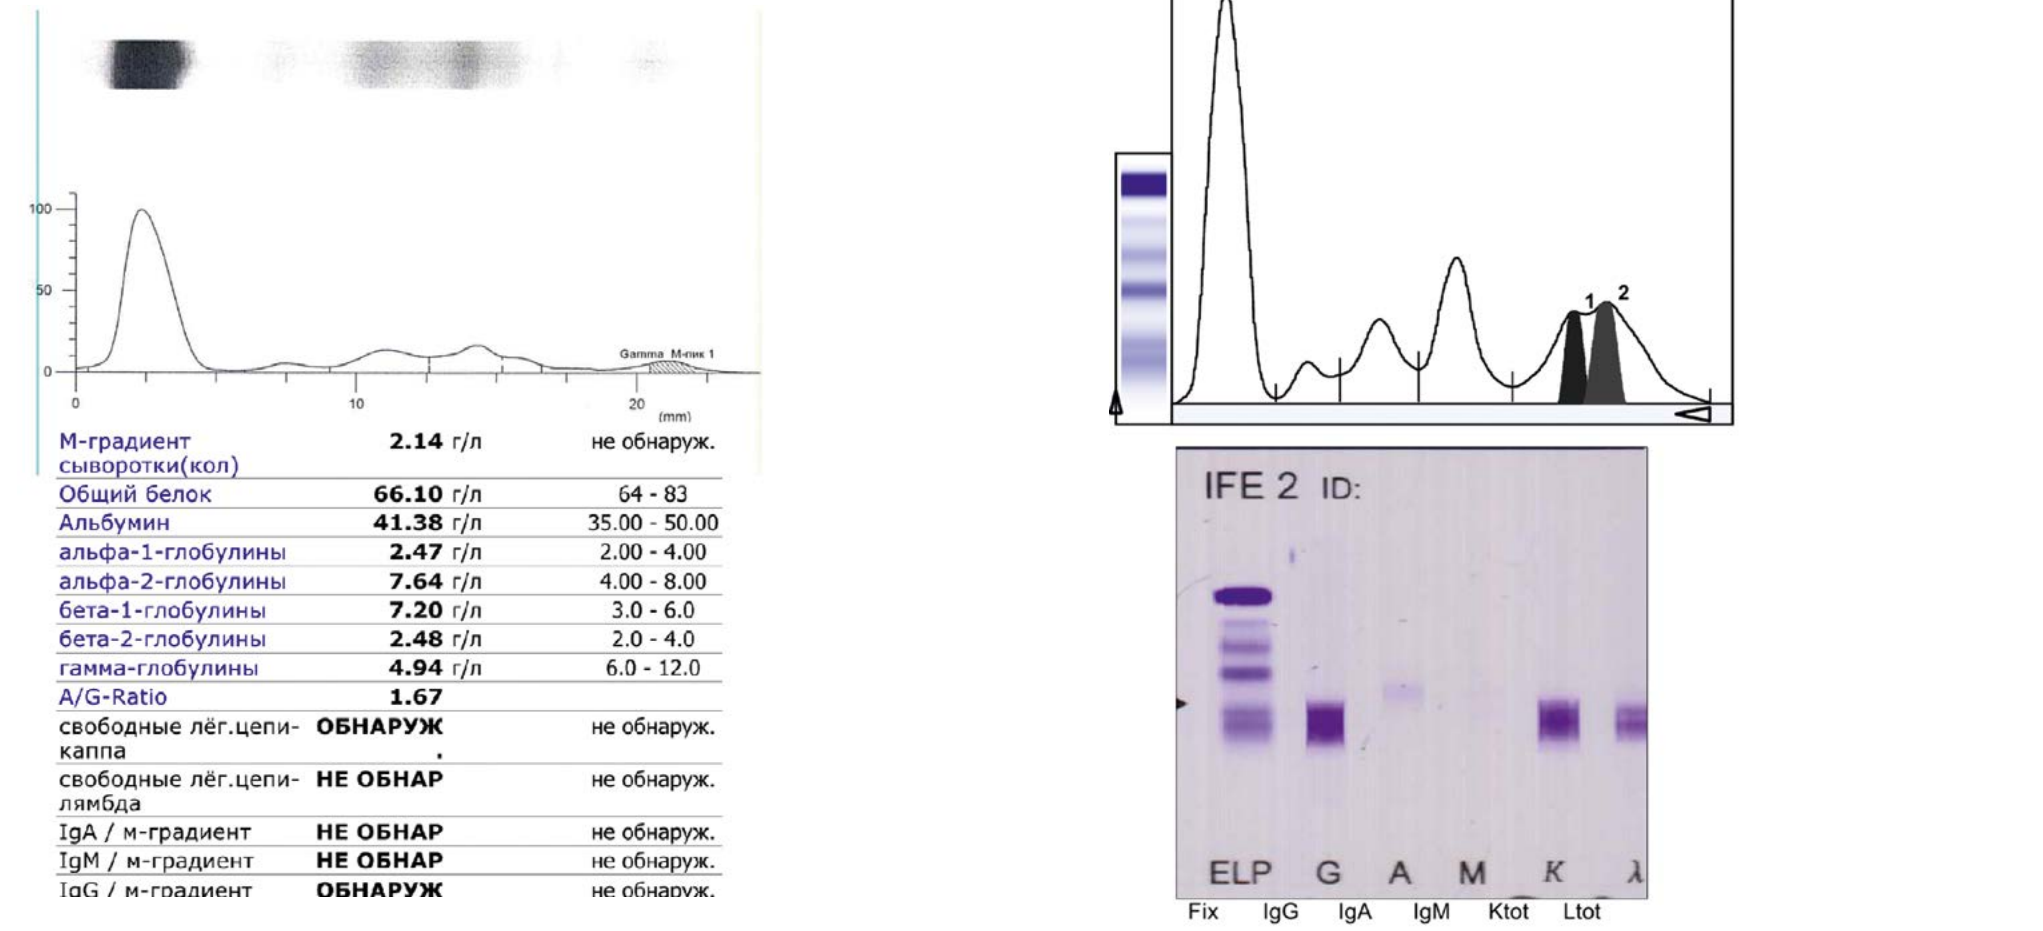 100
50
0
Gamma M-пик 1
0 10 20
(mm)
М-градиент 2.14 г/л не обнаруж.
сыворотки(кол)
Общий белок 66.10 г/л 64 - 83
Альбумин 41.38 г/л 35.00 - 50.00
альфа-1-глобулины 2.47 г/л 2.00 - 4.00
альфа-2-глобулины 7.64 г/л 4.00 - 8.00
бета-1-глобулины 7.20 г/л 3.0 - 6.0
бета-2-глобулины 2.48 г/л 2.0 - 4.0
гамма-глобулины 4.94 г/л 6.0 - 12.0
A/G-Ratio 1.67
свободные лёг.цепи- ОБНАРУЖ не обнаруж.
каппа .
свободные лёг.цепи- НЕ ОБНАР не обнаруж.
лямбда
IgA / м-градиент НЕ ОБНАР не обнаруж.
IgM / м-градиент НЕ ОБНАР не обнаруж.
IgG / м-градиент ОБНАРУЖ не обнаруж.
1 2
IFE 2 ID:
ELP G A M K λ
Fix IgG IgA IgM Ktot Ltot